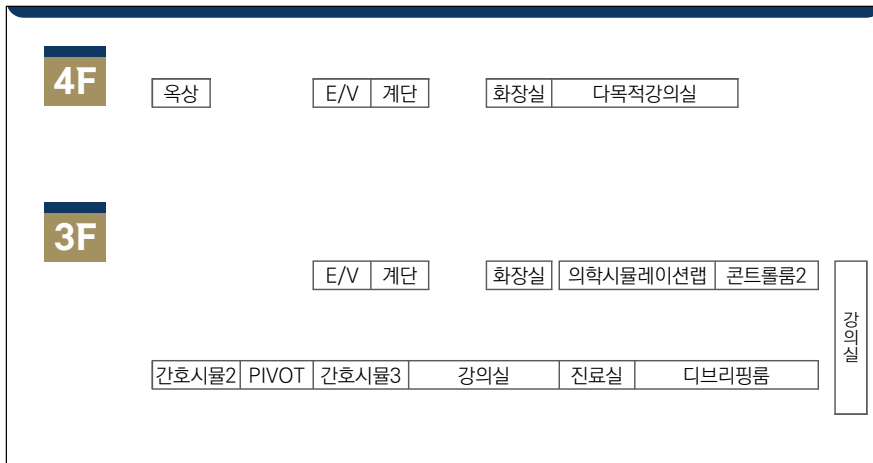 4F
옥상 E/V 계단 화장실 다목적강의실
3F
E/V 계단 화장실 의학시뮬레이션랩 콘트롤룸2
강의실
간호시뮬2 PIVOT 간호시뮬3 강의실 진료실 디브리핑룸